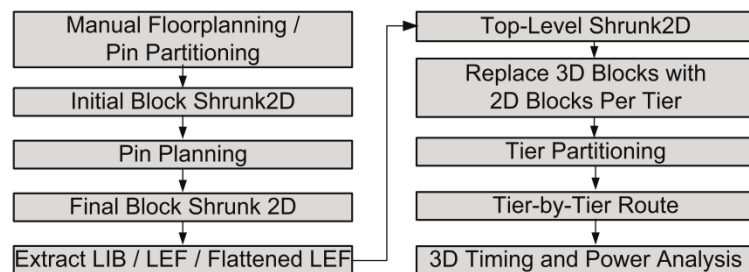 Manual Floorplanning /
Pin Partitioning
Initial Block Shrunk2D
Pin Planning
Final Block Shrunk 2D
Extract LIB / LEF / Flattened LEF
Top-Level Shrunk2D
Replace 3D Blocks with
2D Blocks Per Tier
Tier Partitioning
Tier-by-Tier Route
3D Timing and Power Analysis